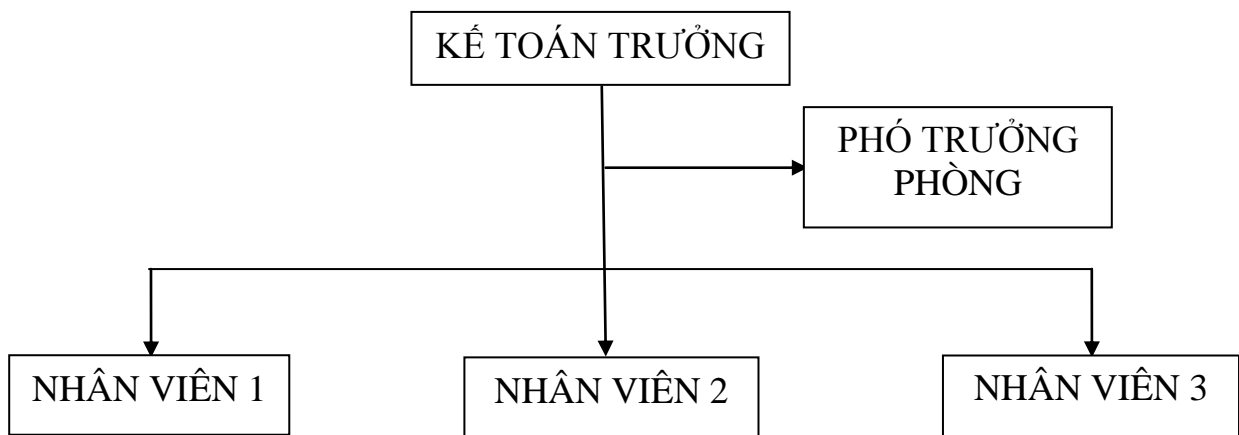 KẾ TOÁN TRƯỞNG
PHÓ TRƯỞNG
PHÒNG
NHÂN VIÊN 1
NHÂN VIÊN 2
NHÂN VIÊN 3